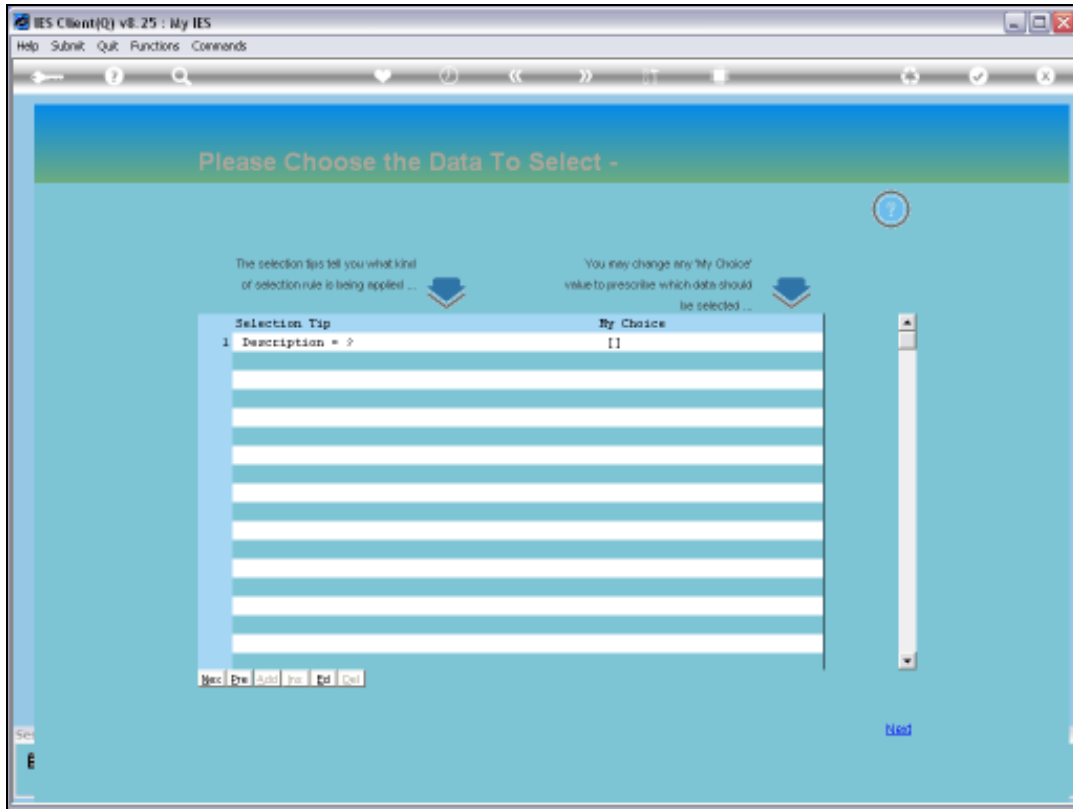 IES Client(Q) v8.25 : My IES
Help Submit Quit Functions Commands
Please Choose the Data To Select -
The selection tips tell you what kind
of selection rule is being applied ...
You may change any 'My Choice'
value to prescribe which data should
be selected ...
Selection Tip My Choice
1 Description = ? []
Nex Pre Add Ins Ed Del
Next